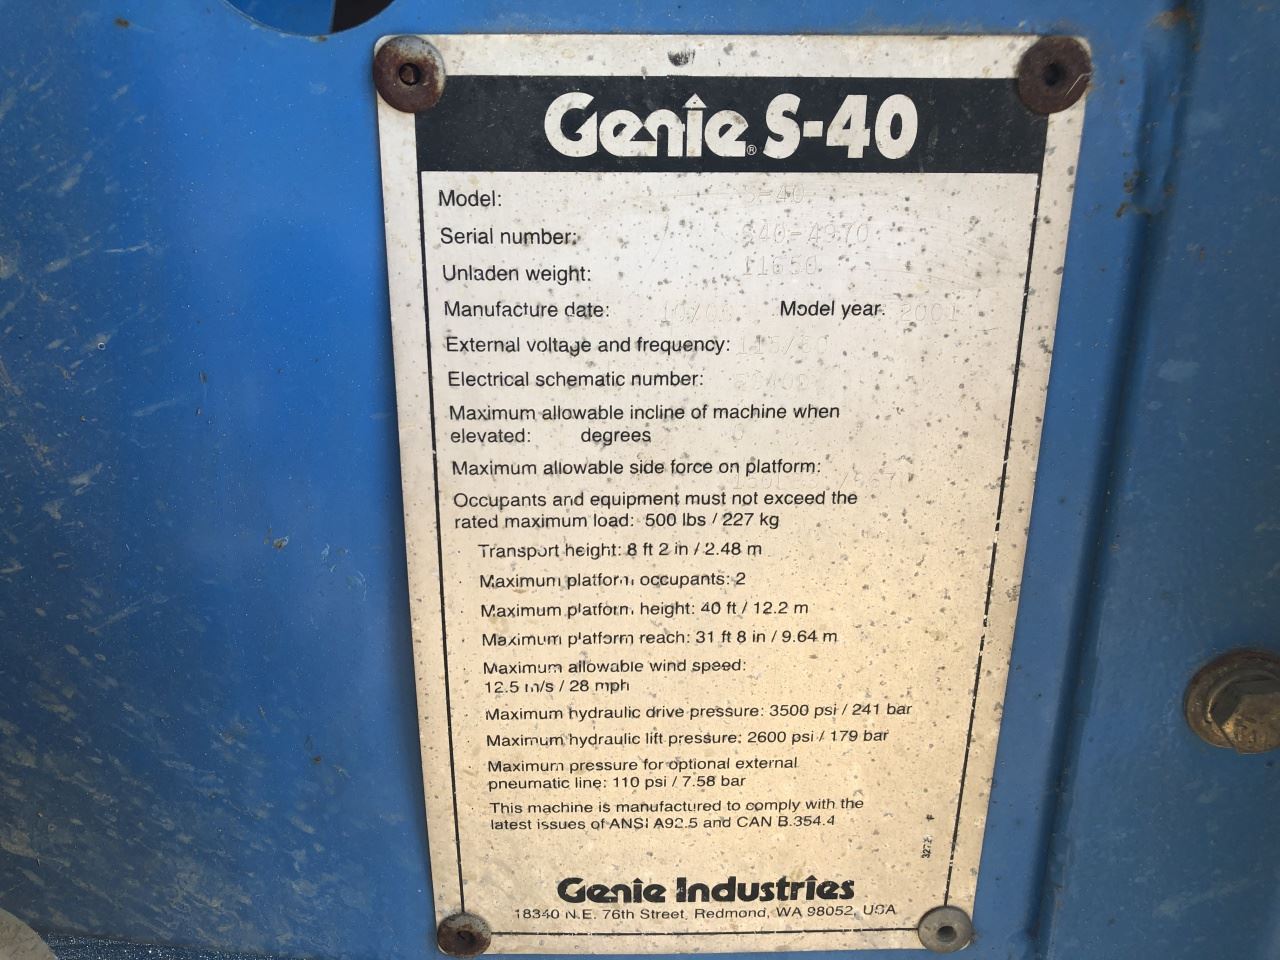 Genie® S-40
Model: S-40
Serial number: S40-4970
Unladen weight: 11650
Manufacture date: Model year. 2001
External voltage and frequency:
Electrical schematic number:
Maximum allowable incline of machine when
elevated: degrees
Maximum allowable side force on platform:
Occupants and equipment must not exceed the
rated maximum load: 500 lbs / 227 kg
Transport height: 8 ft 2 in / 2.48 m
Maximum platform occupants: 2
Maximum platform height: 40 ft / 12.2 m
Maximum platform reach: 31 ft 8 in / 9.64 m
Maximum allowable wind speed:
12.5 m/s / 28 mph
Maximum hydraulic drive pressure: 3500 psi / 241 bar
Maximum hydraulic lift pressure: 2600 psi / 179 bar
Maximum pressure for optional external
pneumatic line: 110 psi / 7.58 bar
This machine is manufactured to comply with the
latest issues of ANSI A92.5 and CAN B.354.4
Genie Industries
18340 N.E. 76th Street, Redmond, WA 98052, USA